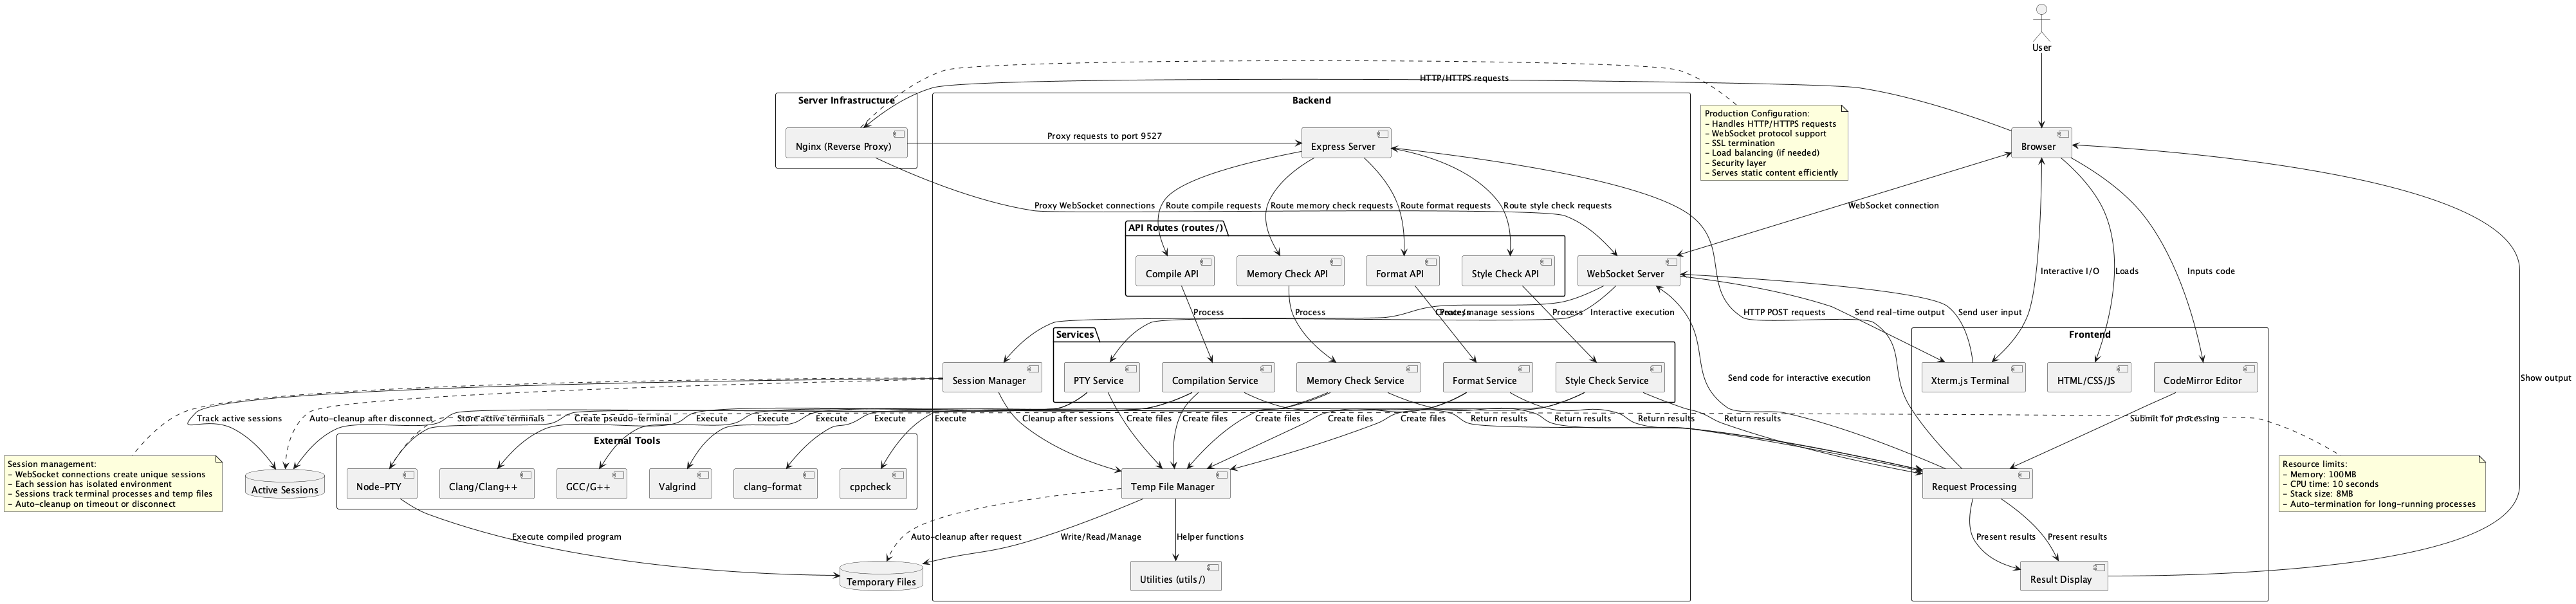 User
HTTP/HTTPS requests
Server Infrastructure
Backend
Production Configuration:
- Handles HTTP/HTTPS requests
- WebSocket protocol support
- SSL termination
- Load balancing (if needed)
- Security layer
- Serves static content efficiently
Nginx (Reverse Proxy)
Proxy requests to port 9527
Express Server
Browser
Proxy WebSocket connections
Route compile requests
Route memory check requests
Route format requests
Route style check requests
WebSocket connection
API Routes (routes/)
Compile API
Memory Check API
Format API
Style Check API
WebSocket Server
Interactive I/O
Loads
Inputs code
Process
Process
Create/manage sessions
Process
Process
Interactive execution
HTTP POST requests
Send real-time output
Send user input
Services
Frontend
Session Manager
PTY Service
Compilation Service
Memory Check Service
Format Service
Style Check Service
Send code for interactive execution
Xterm.js Terminal
HTML/CSS/JS
CodeMirror Editor
Show output
Track active sessions
Auto-cleanup after disconnect
Store active terminals
Create pseudo-terminal
Execute
Execute
Execute
Execute
Execute
Cleanup after sessions
Create files
Create files
Create files
Create files
Create files
Return results
Return results
Return results
Return results
Submit for processing
External Tools
Session management:
- WebSocket connections create unique sessions
- Each session has isolated environment
- Sessions track terminal processes and temp files
- Auto-cleanup on timeout or disconnect
Active Sessions
Node-PTY
Clang/Clang++
GCC/G++
Valgrind
clang-format
cppcheck
Temp File Manager
Request Processing
Resource limits:
- Memory: 100MB
- CPU time: 10 seconds
- Stack size: 8MB
- Auto-termination for long-running processes
Execute compiled program
Auto-cleanup after request
Write/Read/Manage
Helper functions
Present results
Present results
Temporary Files
Utilities (utils/)
Result Display